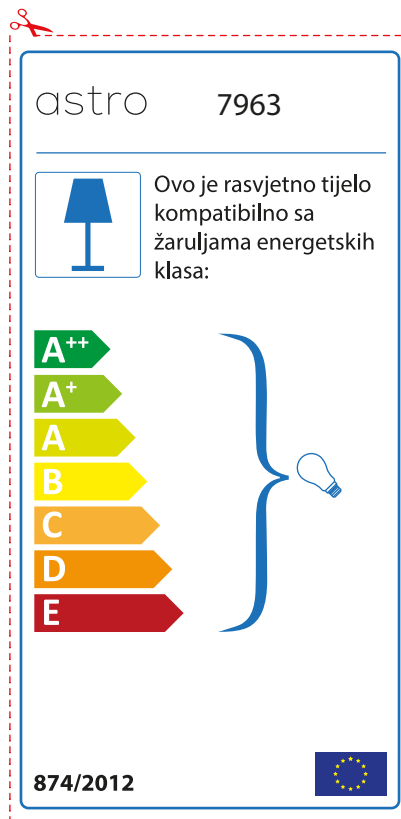 astro 7963
Ovo je rasvjetno tijelo
kompatibilno sa
žaruljama energetskih
klasa:
A++
A+
A
B
C
D
E
874/2012